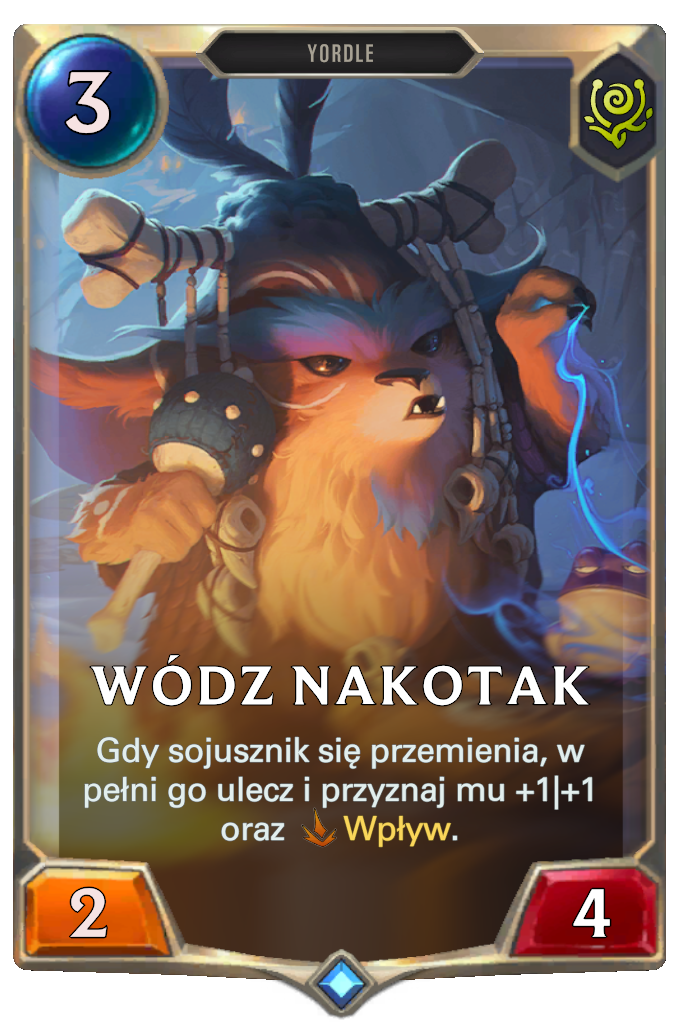 YORDLE
3
WÓDZ NAKOTAK
Gdy sojusznik się przemienia, w
pełni go ulecz i przyznaj mu +1|+1
oraz Wpływ.
2
4